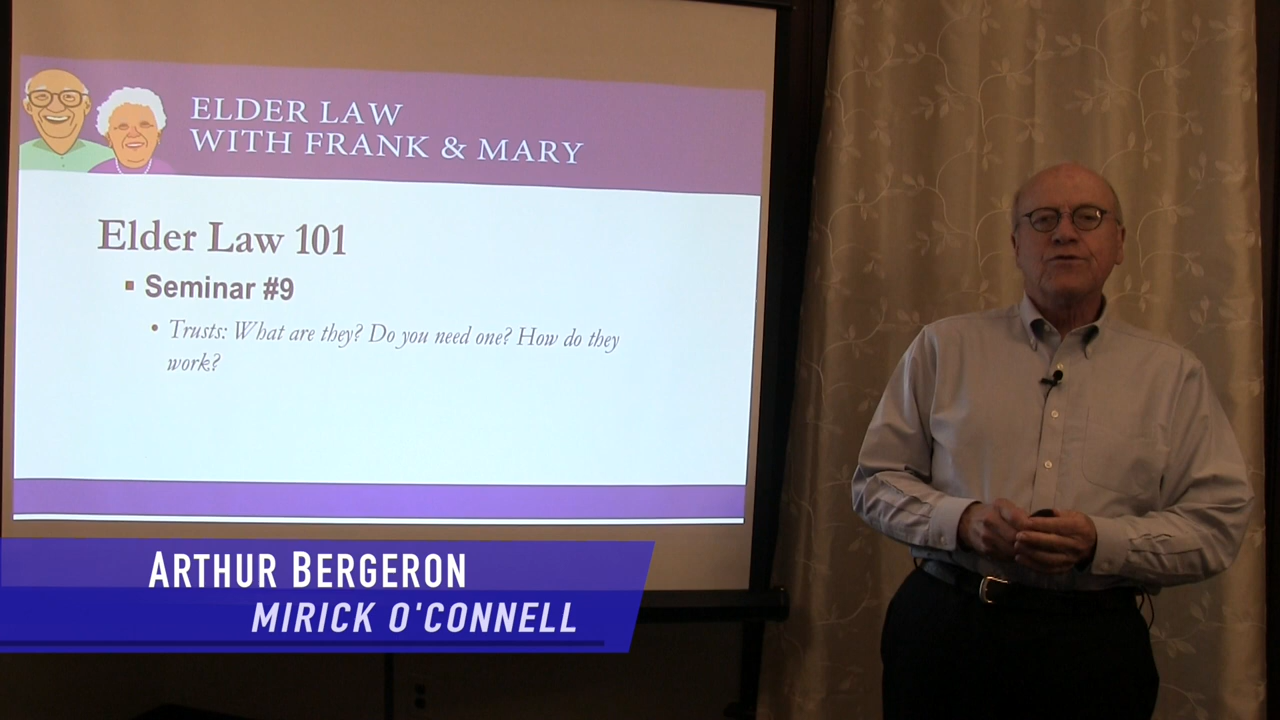 ELDER LAW
WITH FRANK & MARY
Elder Law 101
Seminar #9
Trusts: What are they? Do you need one? How do they
work?
ARTHUR BERGERON
MIRICK O'CONNELL